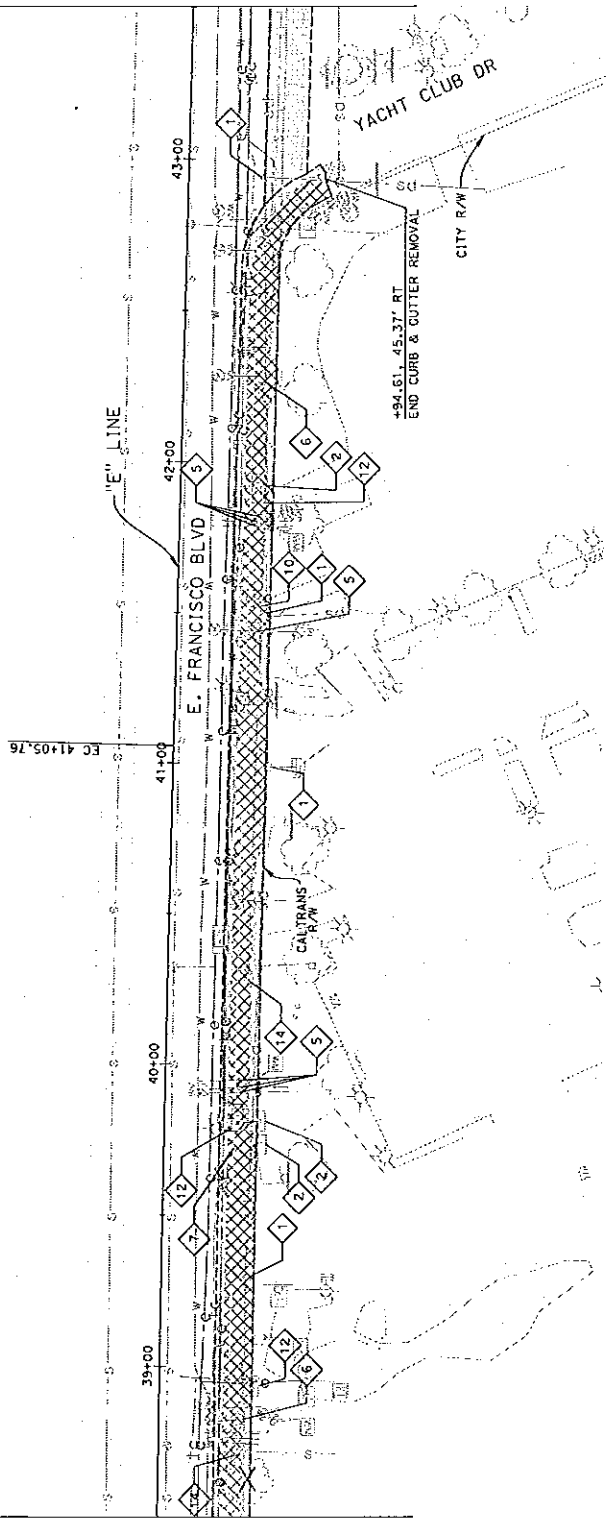 "E" LINE
E. FRANCISCO BLVD
EC 41+05.76
39+00
40+00
41+00
42+00
43+00
YACHT CLUB DR
CITY R/W
+94.61, 45.37' RT
END CURB & GUTTER REMOVAL
CALTRANS
R/W
14
6
12
1
2
2
7
12
5
14
1
5
1
10
5
12
2
6
1